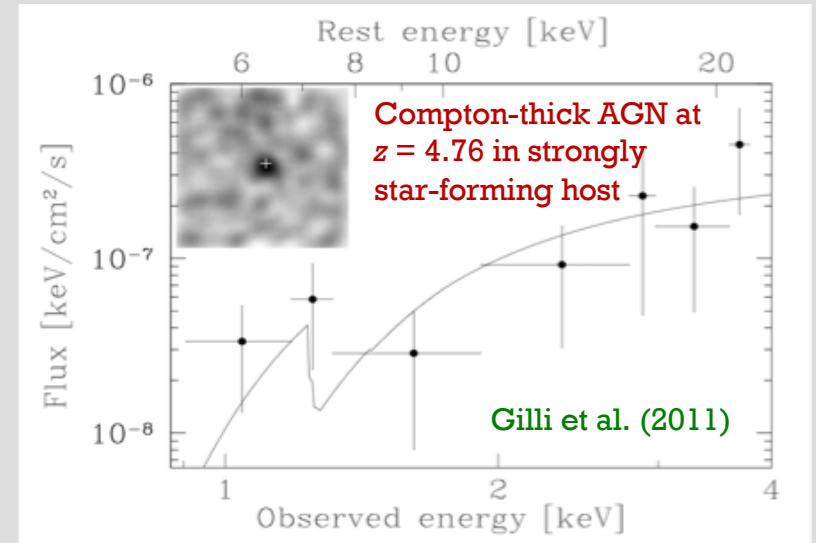 Rest energy [keV]
6 8 10 20
10⁻⁶
Compton-thick AGN at
z = 4.76 in strongly
star-forming host
Flux [keV/cm²/s]
10⁻⁷
Gilli et al. (2011)
10⁻⁸
1 2 4
Observed energy [keV]